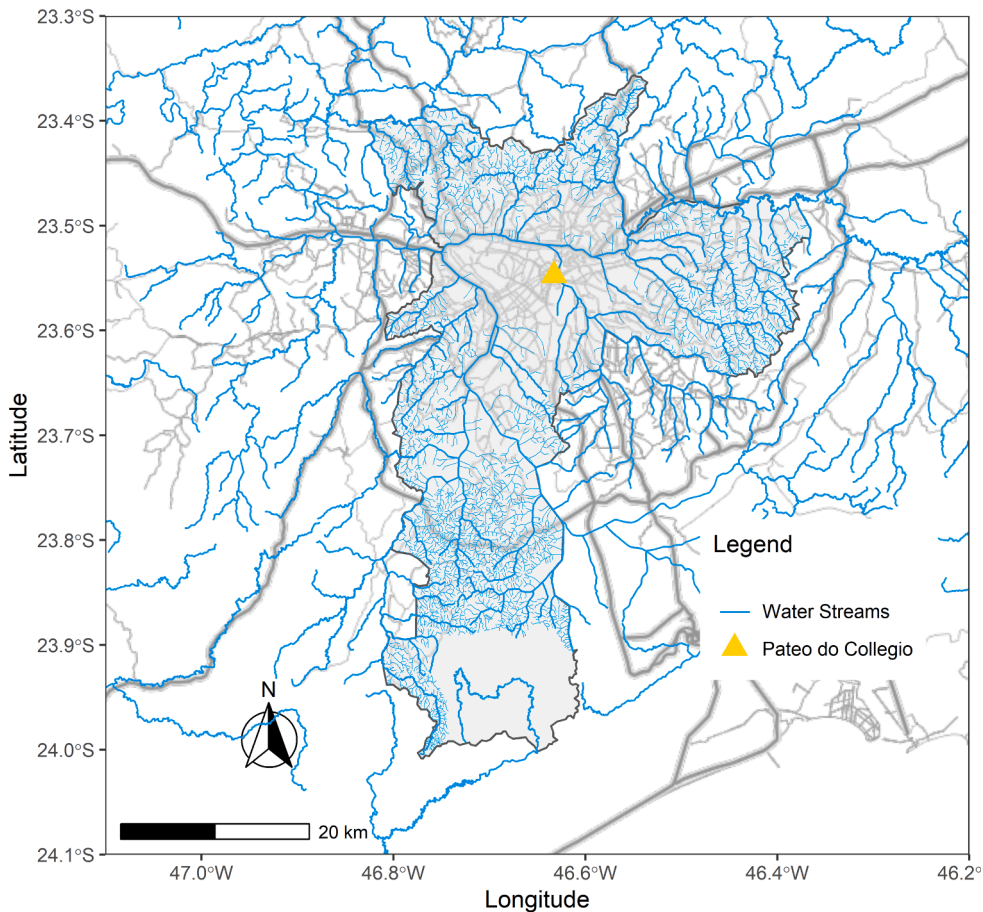 23.3°S
23.4°S
23.5°S
23.6°S
23.7°S
23.8°S
23.9°S
24.0°S
24.1°S
Latitude
Legend
Water Streams
Pateo do Collegio
N
20 km
47.0°W
46.8°W
46.6°W
46.4°W
46.2°
Longitude